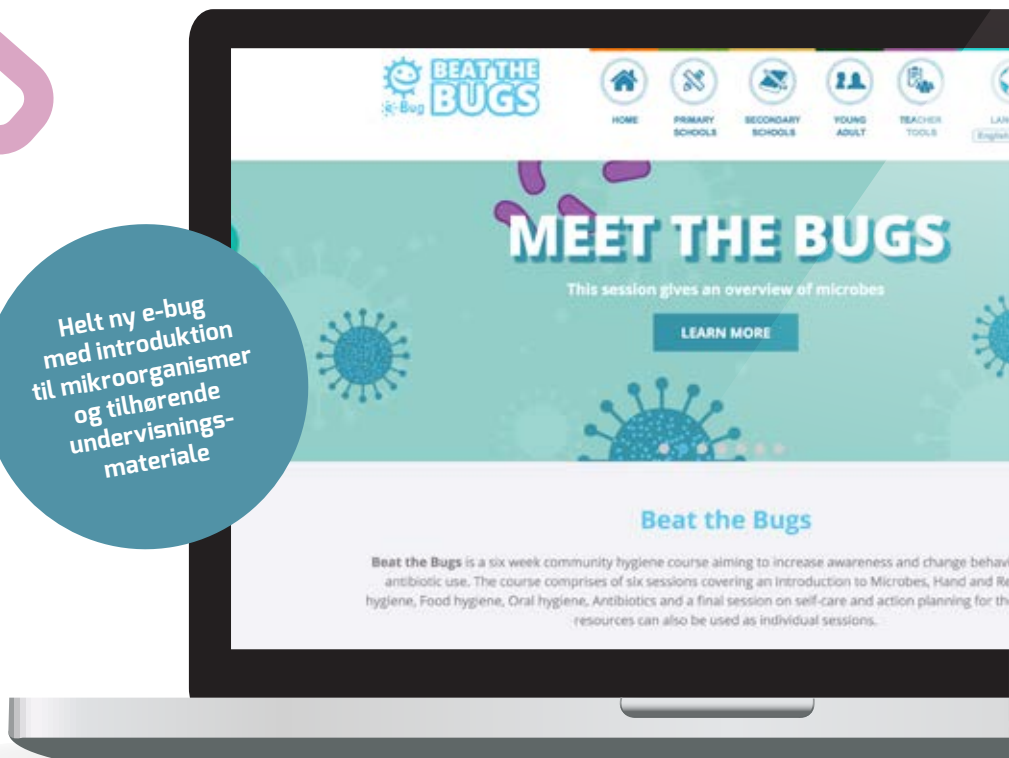 BEAT THE
BUGS
e-Bug
HOME
PRIMARY
SCHOOLS
SECONDARY
SCHOOLS
YOUNG
ADULT
TEACHER
TOOLS
LAN
English
MEET THE BUGS
This session gives an overview of microbes
LEARN MORE
Helt ny e-bug
med introduktion
til mikroorganismer
og tilhørende
undervisnings-
materiale
Beat the Bugs
Beat the Bugs is a six week community hygiene course aiming to increase awareness and change behavi
antibiotic use. The course comprises of six sessions covering an Introduction to Microbes, Hand and Re
hygiene, Food hygiene, Oral hygiene, Antibiotics and a final session on self-care and action planning for th
resources can also be used as individual sessions.